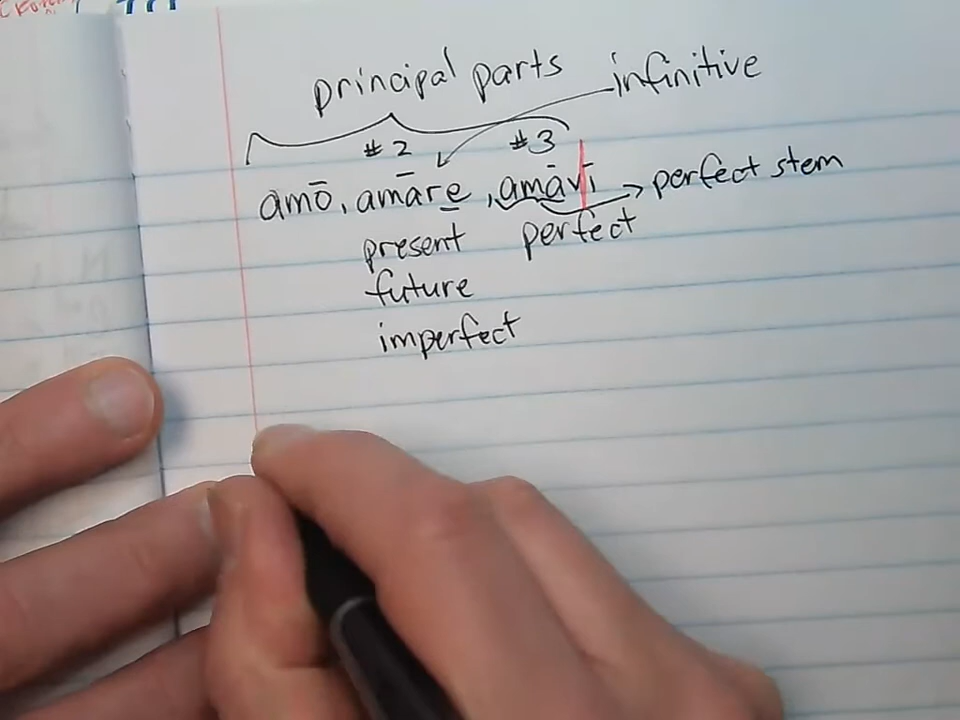 principal parts infinitive
#2 #3
amō, amāre, amāvī → perfect stem
present perfect
future
imperfect